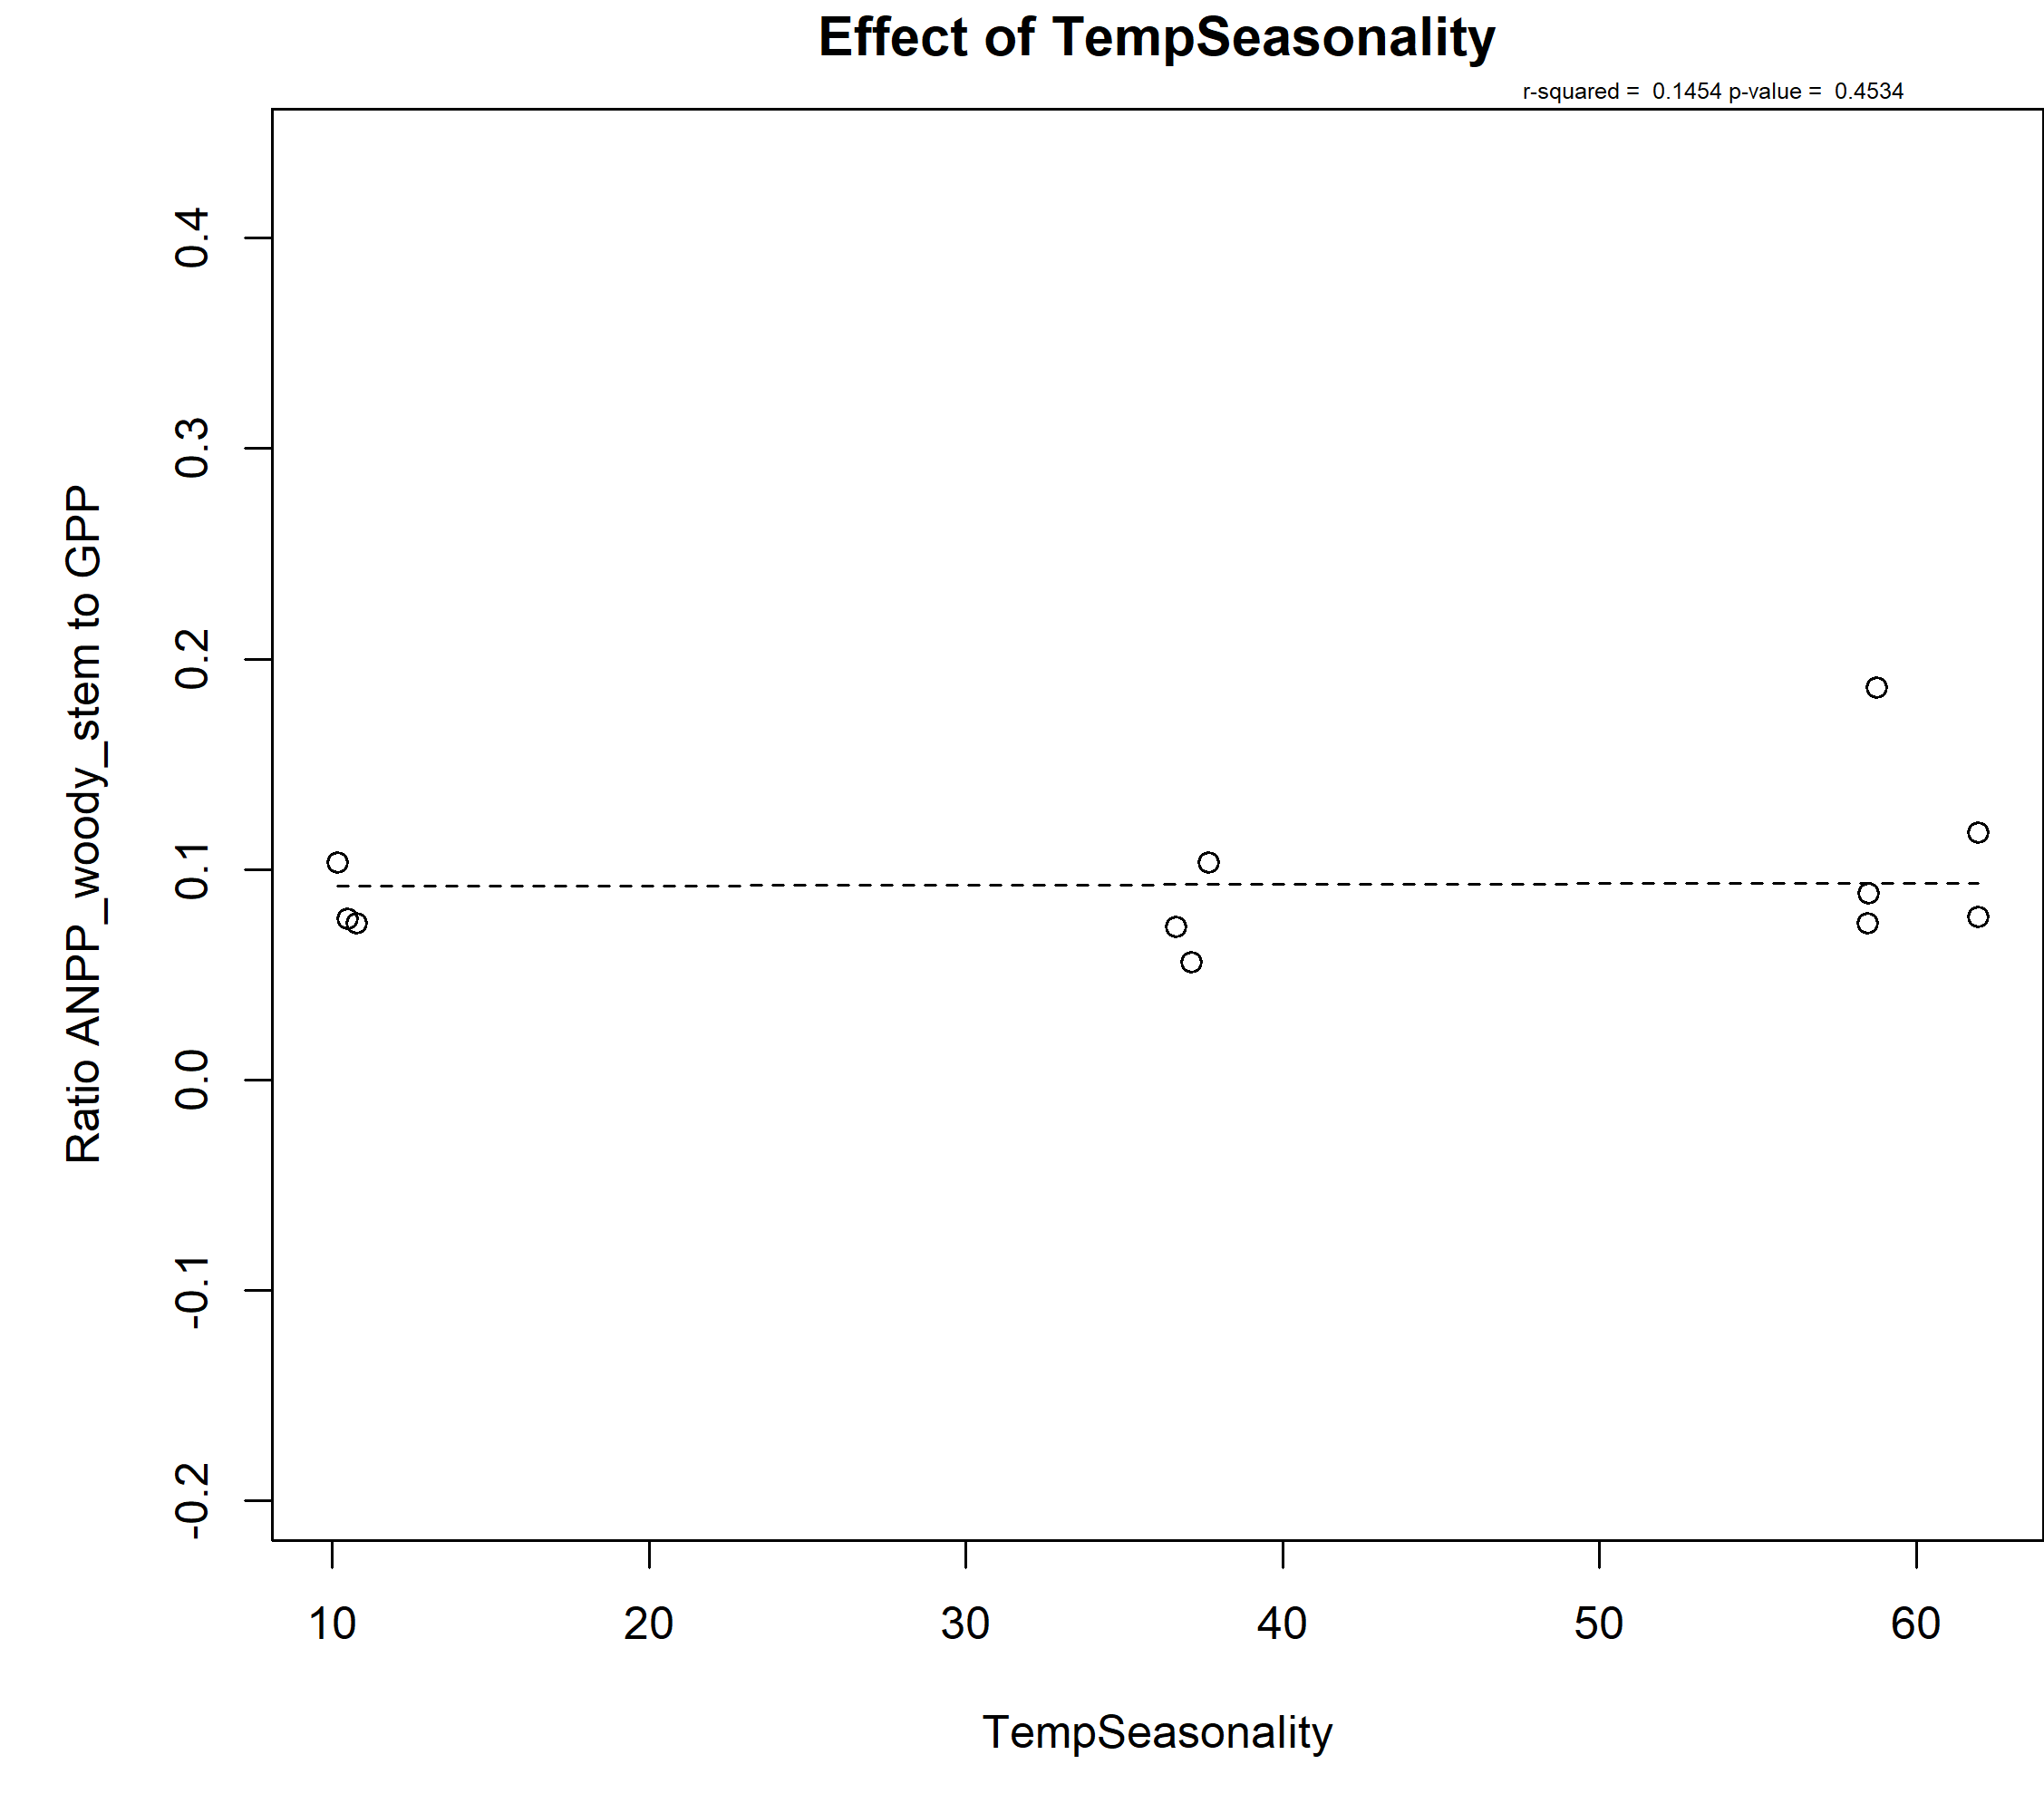 Effect of TempSeasonality
r-squared = 0.1454 p-value = 0.4534
Ratio ANPP_woody_stem to GPP
0.4
0.3
0.2
0.1
0.0
-0.1
-0.2
10 20 30 40 50 60
TempSeasonality